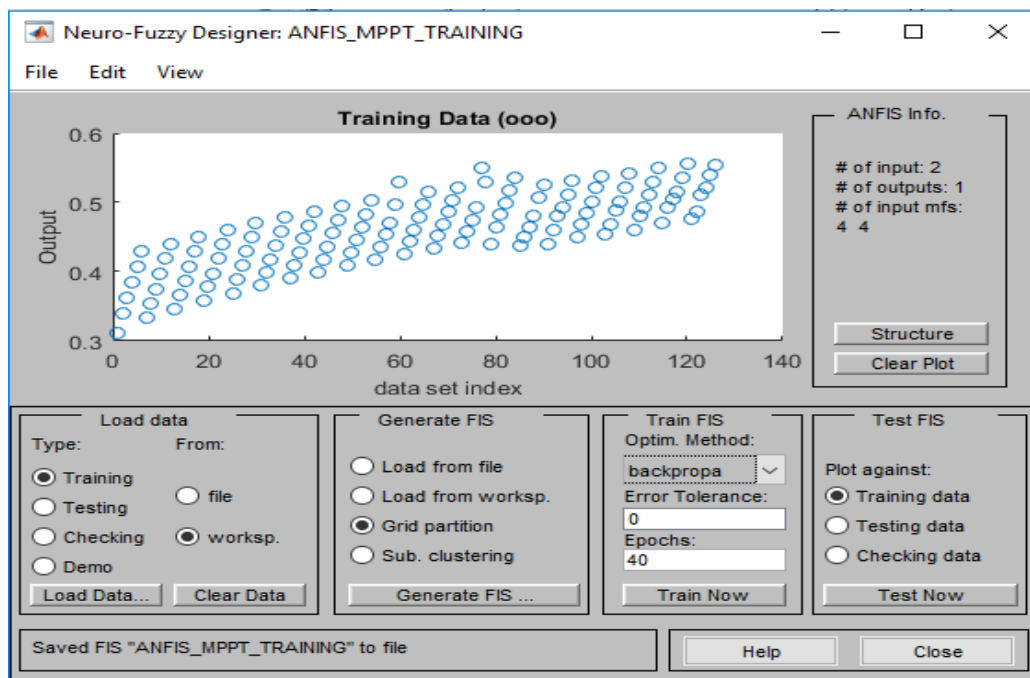 Neuro-Fuzzy Designer: ANFIS_MPPT_TRAINING
File Edit View
Training Data (ooo)
Output
0.6
0.5
0.4
0.3
0 20 40 60 80 100 120 140
data set index
ANFIS Info.
# of input: 2
# of outputs: 1
# of input mfs:
4 4
Structure
Clear Plot
Load data
Type: From:
Training
Testing
Checking
Demo
file
worksp.
Load Data... Clear Data
Generate FIS
Load from file
Load from worksp.
Grid partition
Sub. clustering
Generate FIS ...
Train FIS
Optim. Method:
backpropa
Error Tolerance:
0
Epochs:
40
Train Now
Test FIS
Plot against:
Training data
Testing data
Checking data
Test Now
Saved FIS "ANFIS_MPPT_TRAINING" to file
Help Close